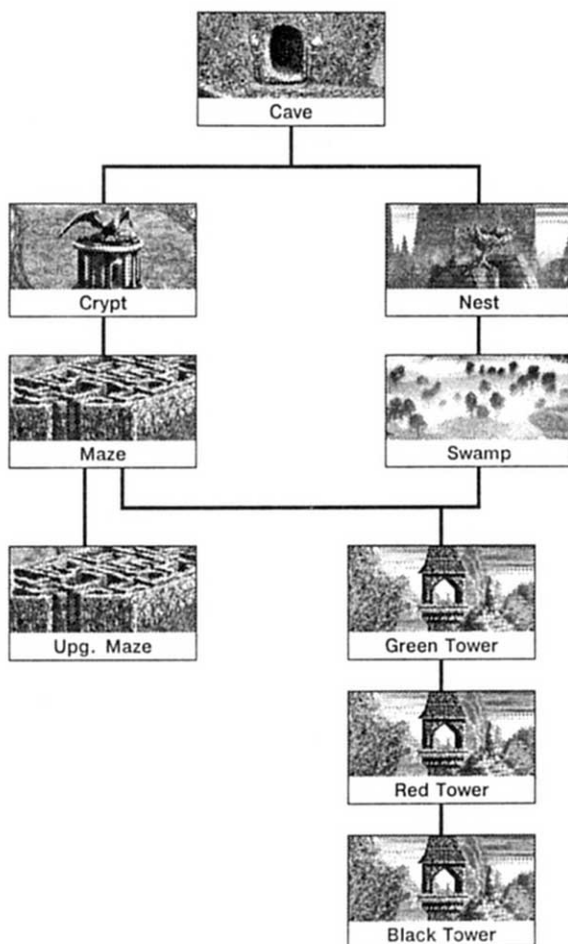 Cave
Crypt
Nest
Maze
Swamp
Upg. Maze
Green Tower
Red Tower
Black Tower